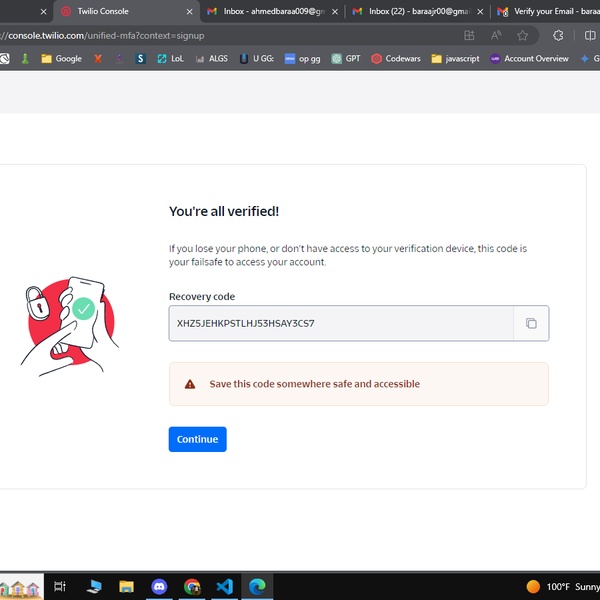 Twilio Console
Inbox - ahmedbaraa009@gm
Inbox (22) - baraajr00@gmai
Verify your Email - baraa
://console.twilio.com/unified-mfa?context=signup
Google
LoL
ALGS
U GG:
op gg
GPT
Codewars
javascript
Account Overview
G
You're all verified!
If you lose your phone, or don't have access to your verification device, this code is
your failsafe to access your account.
Recovery code
XHZ5JEHKPSTLHJ53HSAY3CS7
Save this code somewhere safe and accessible
Continue
100°F Sunny